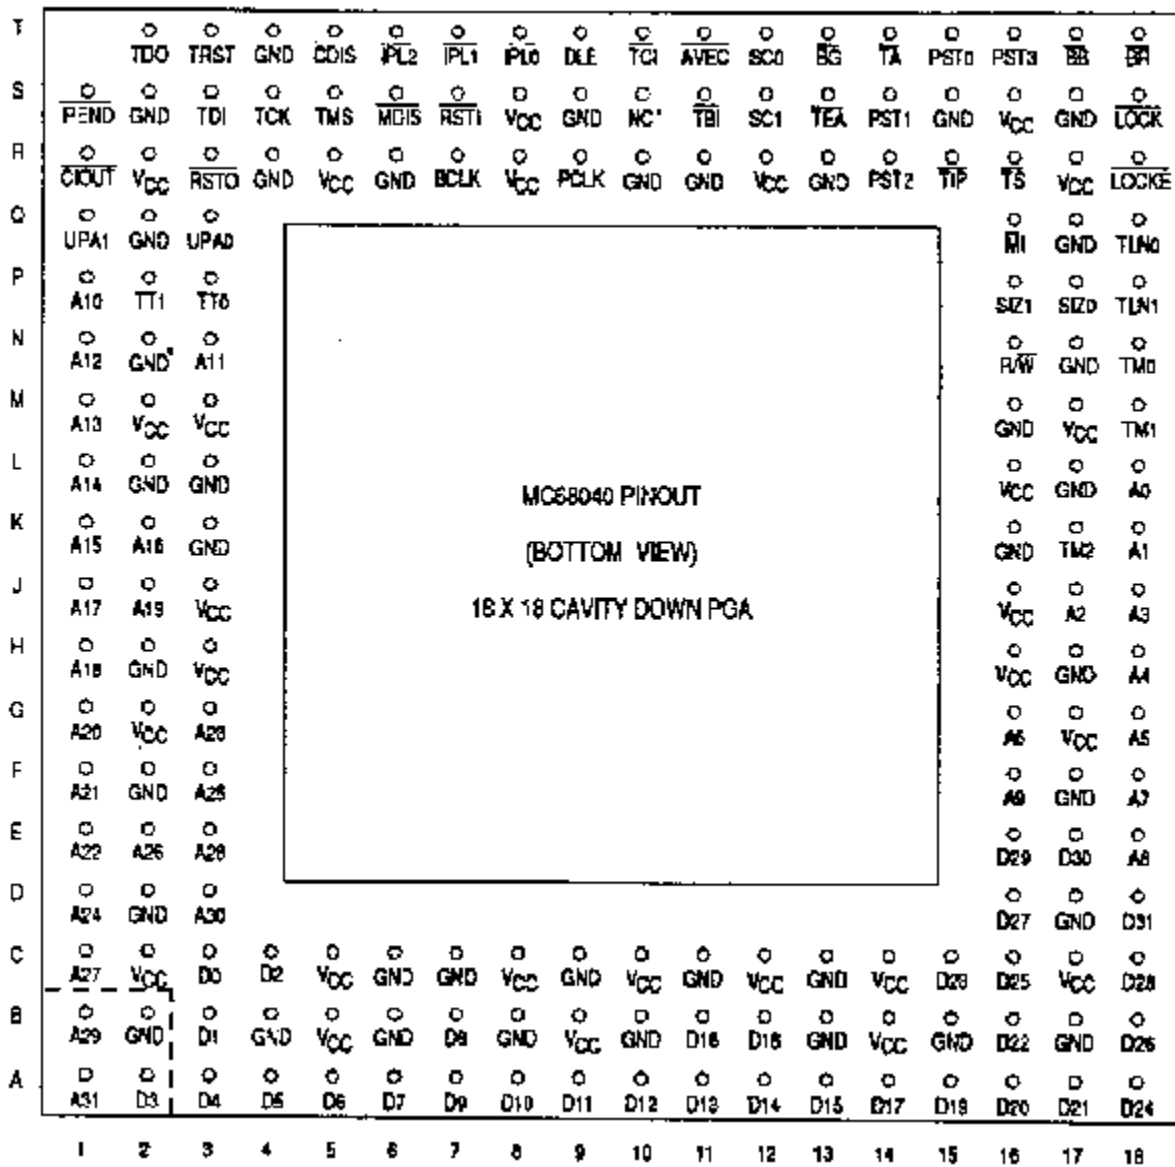 T
TDO TRST GND CDIS IPL2 IPL1 IPL0 DLE TCI AVEC SC0 BG TA PST0 PST3 BB BR
S
PEND GND TDI TCK TMS MDIS RSTI VCC GND NC* TBI SC1 TEA PST1 GND VCC GND LOCK
R
CIOUT VCC RSTO GND VCC GND BCLK VCC PCLK GND GND VCC GND PST2 TIP TS VCC LOCKE
Q
UPA1 GND UPA0 MI GND TLN0
P
A10 TT1 TT0 SIZ1 SIZ0 TLN1
N
A12 GND* A11 R/W GND TM0
M
A13 VCC VCC GND VCC TM1
L
A14 GND GND VCC GND A0
MC68040 PINOUT
K
A15 A16 GND GND TM2 A1
(BOTTOM VIEW)
J
A17 A19 VCC VCC A2 A3
18 X 18 CAVITY DOWN PGA
H
A18 GND VCC VCC GND A4
G
A20 VCC A23 A6 VCC A5
F
A21 GND A25 A9 GND A7
E
A22 A26 A28 D29 D30 A8
D
A24 GND A30 D27 GND D31
C
A27 VCC D0 D2 VCC GND GND VCC GND VCC GND VCC GND VCC D23 D25 VCC D28
B
A29 GND D1 GND VCC GND D8 GND VCC GND D16 D18 GND VCC GND D22 GND D26
A
A31 D3 D4 D5 D6 D7 D9 D10 D11 D12 D13 D14 D15 D17 D19 D20 D21 D24
1 2 3 4 5 6 7 8 9 10 11 12 13 14 15 16 17 18